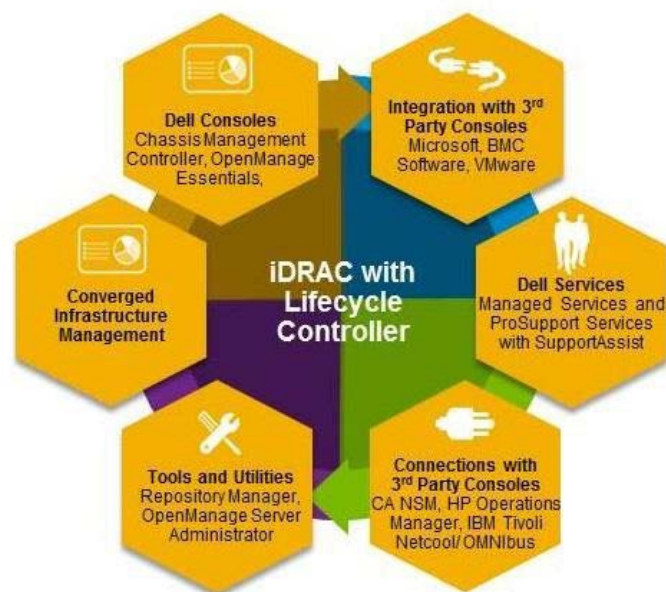 Dell Consoles
Chassis Management
Controller, OpenManage
Essentials,
Integration with 3rd
Party Consoles
Microsoft, BMC
Software, VMware
Converged
Infrastructure
Management
iDRAC with
Lifecycle
Controller
Dell Services
Managed Services and
ProSupport Services
with SupportAssist
Tools and Utilities
Repository Manager,
OpenManage Server
Administrator
Connections with
3rd Party Consoles
CA NSM, HP Operations
Manager, IBM Tivoli
Netcool/ OMNIbus